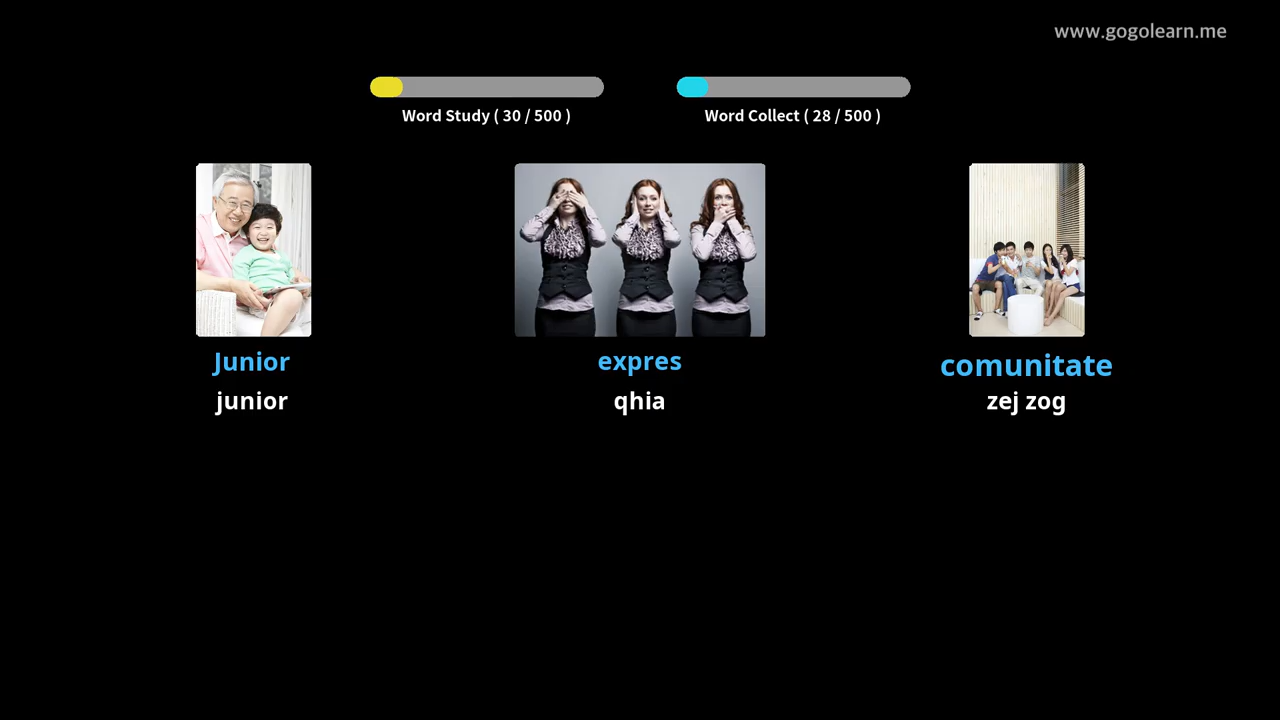 www.gogolearn.me
Word Study ( 30 / 500 )
Word Collect ( 28 / 500 )
Junior
junior
expres
qhia
comunitate
zej zog